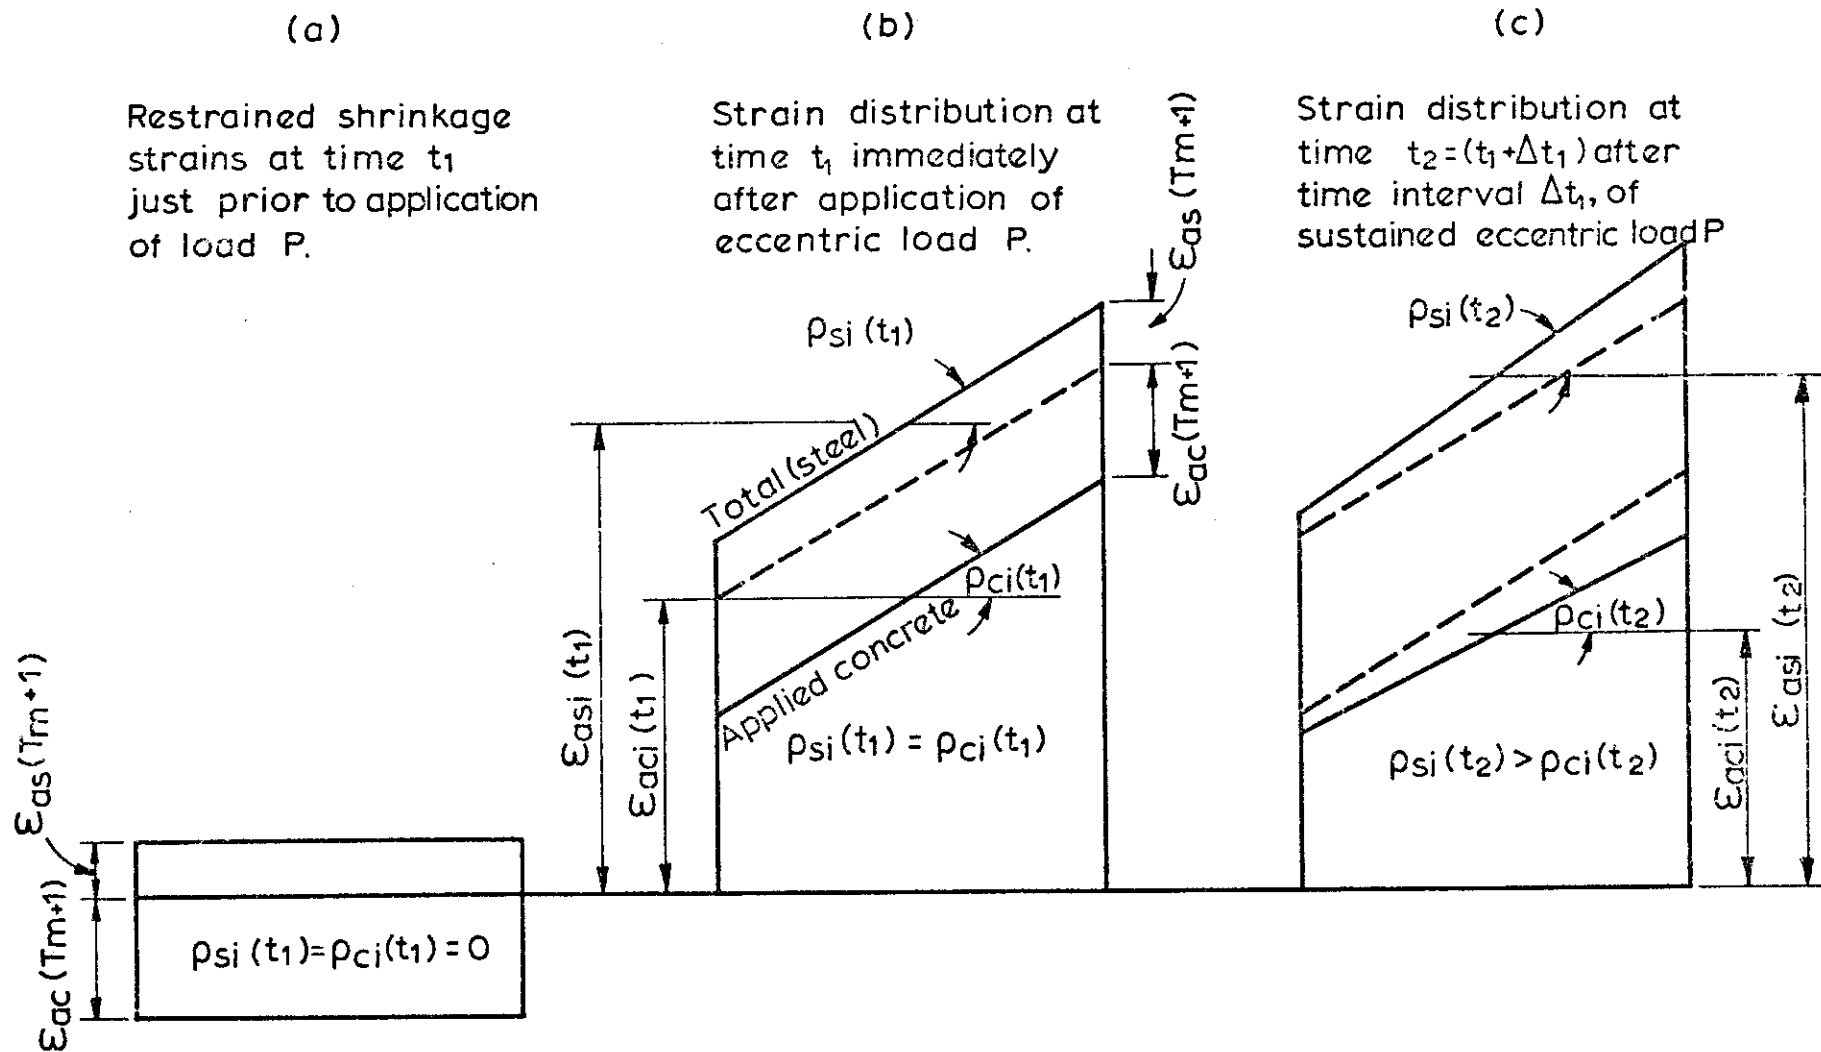 (a)
Restrained shrinkage
strains at time t₁
just prior to application
of load P.
εas(Tm+1)
εac(Tm+1)
ρsi(t₁)=ρci(t₁)=0
(b)
Strain distribution at
time t₁ immediately
after application of
eccentric load P.
εas(Tm+1)
εac(Tm+1)
ρsi(t₁)
Total (steel)
ρci(t₁)
Applied concrete
εasi(t₁)
εaci(t₁)
ρsi(t₁) = ρci(t₁)
(c)
Strain distribution at
time t₂=(t₁+Δt₁) after
time interval Δt₁, of
sustained eccentric load P
ρsi(t₂)
ρci(t₂)
ρsi(t₂) > ρci(t₂)
εaci(t₂)
εasi(t₂)